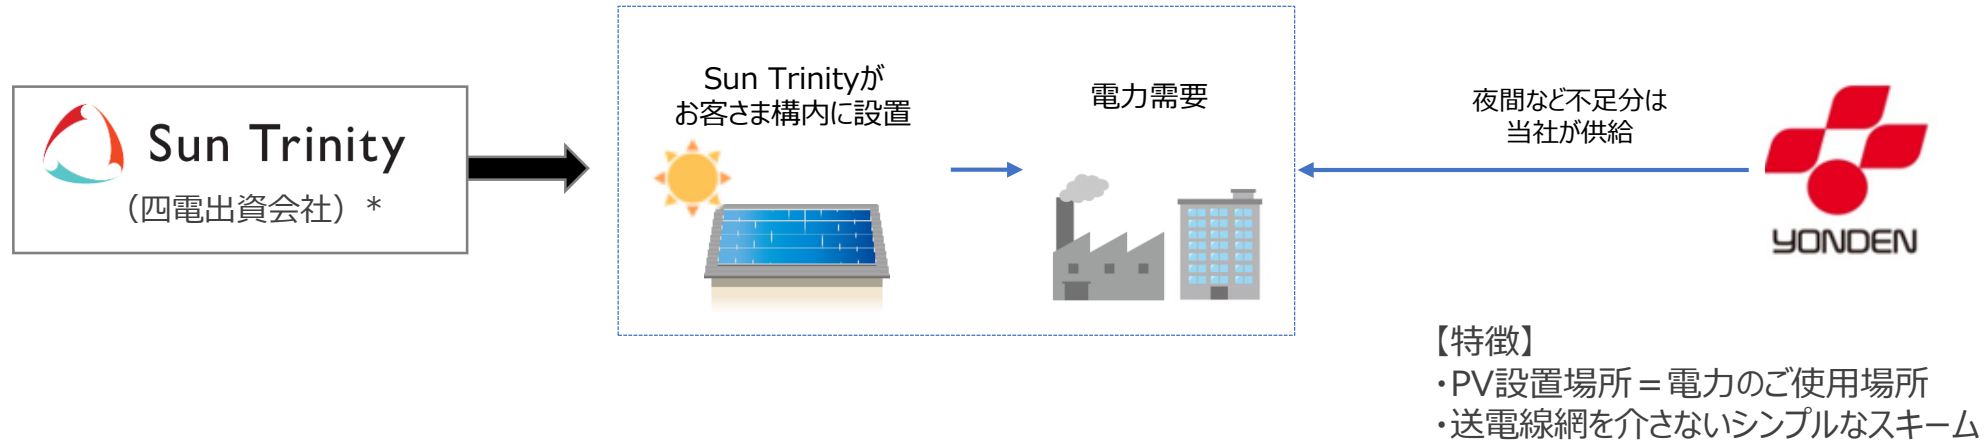 Sun Trinity
（四電出資会社）*
Sun Trinityが
お客さま構内に設置
電力需要
夜間など不足分は
当社が供給
YONDEN
【特徴】
・PV設置場所＝電力のご使用場所
・送電線網を介さないシンプルなスキーム